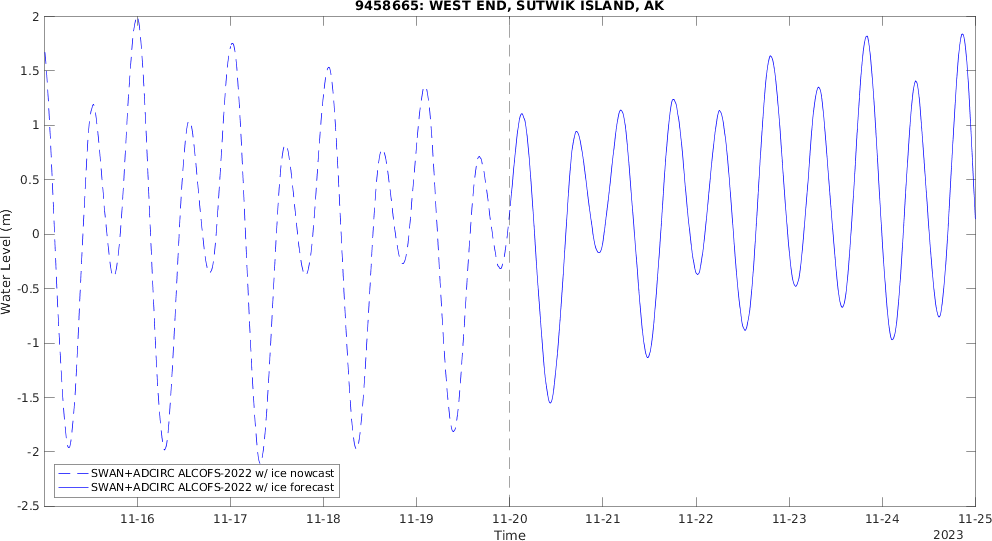 9458665: WEST END, SUTWIK ISLAND, AK
2
1.5
1
0.5
0
-0.5
-1
-1.5
-2
-2.5
Water Level (m)
SWAN+ADCIRC ALCOFS-2022 w/ ice nowcast
SWAN+ADCIRC ALCOFS-2022 w/ ice forecast
11-16 11-17 11-18 11-19 11-20 11-21 11-22 11-23 11-24 11-25
Time
2023